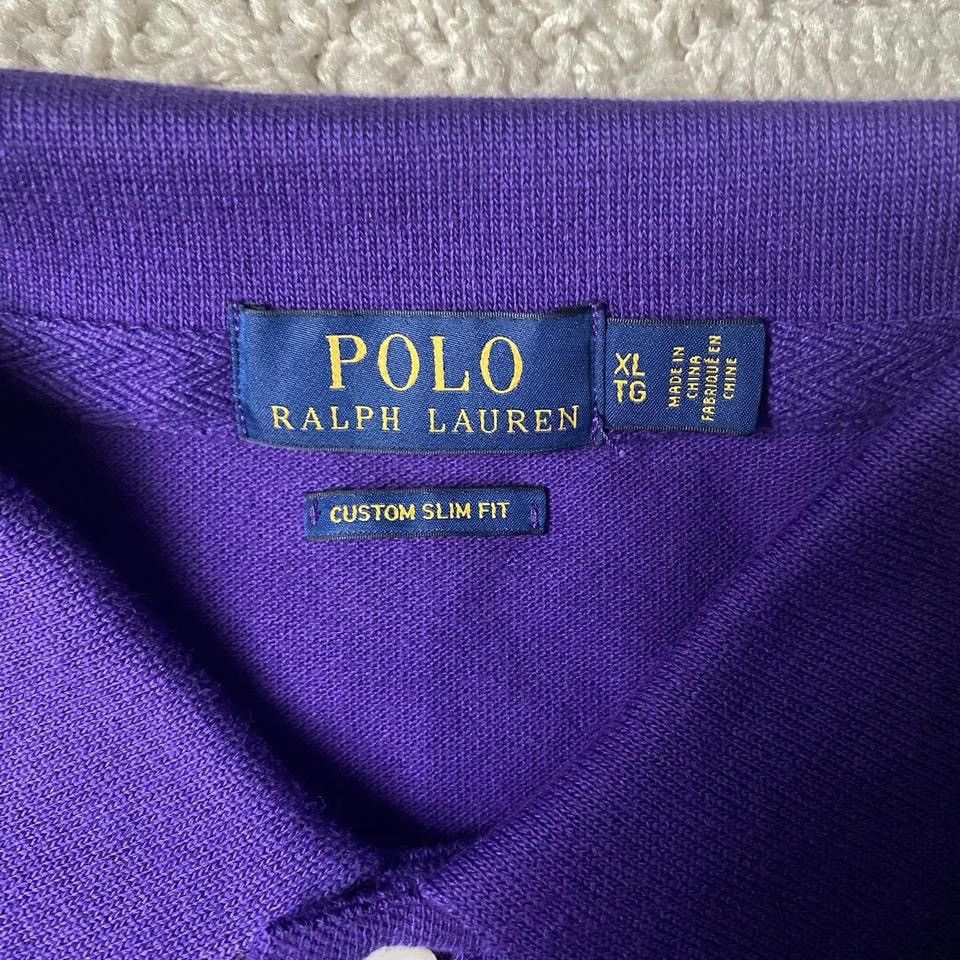 POLO
RALPH LAUREN
XL
TG
MADE IN
CHINA
FABRIQUÉ EN
CHINE
CUSTOM SLIM FIT